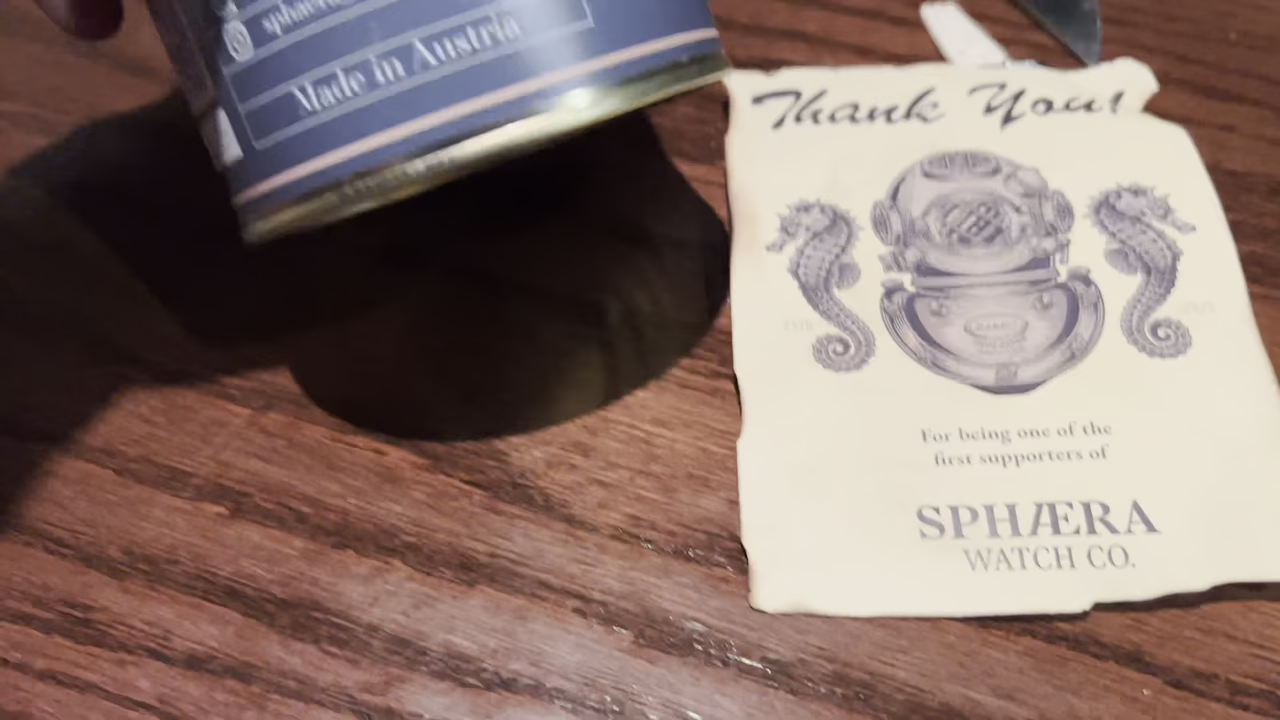 Made in Austria
Thank You!
For being one of the
first supporters of
SPHÆRA
WATCH CO.